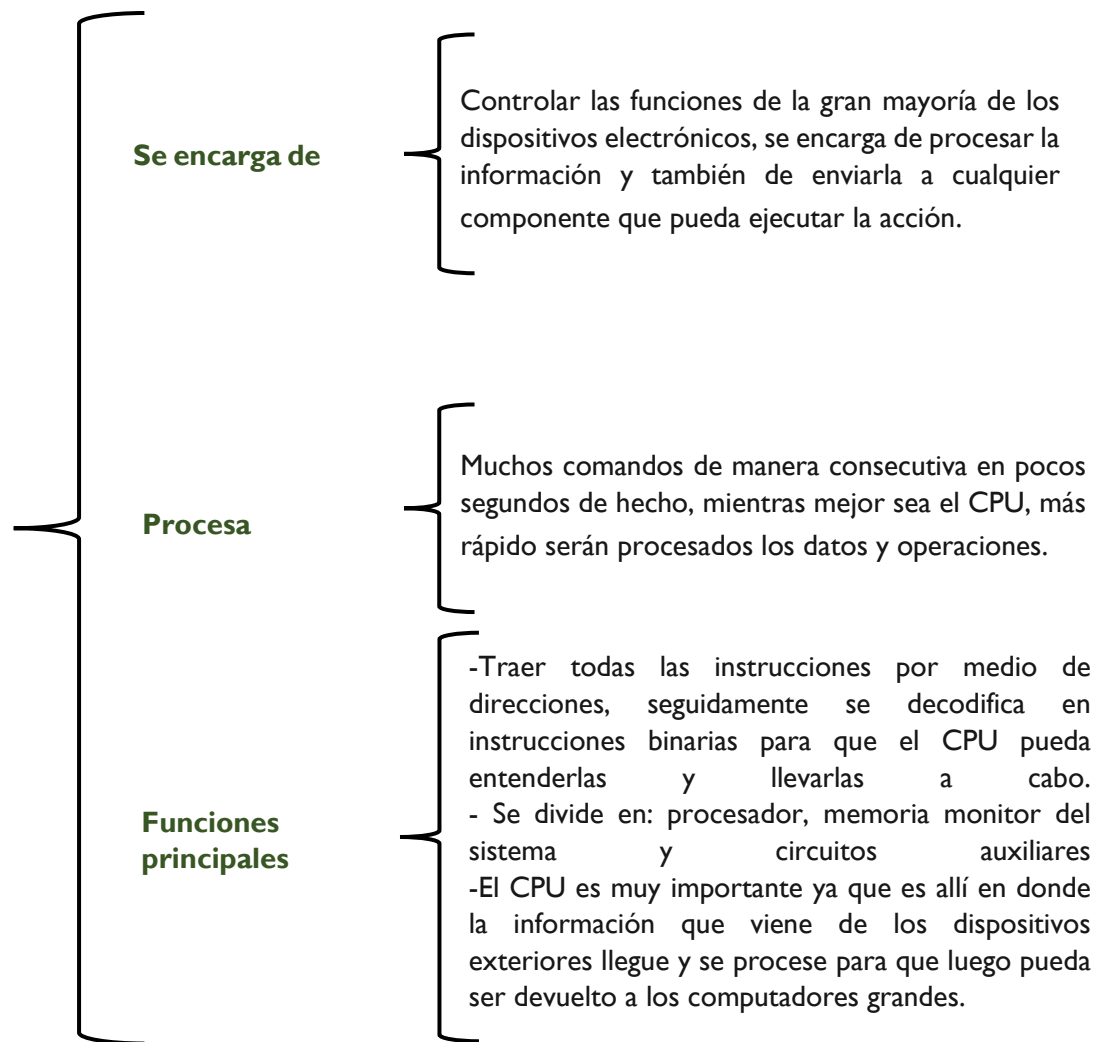 Se encarga de
Controlar las funciones de la gran mayoría de los
dispositivos electrónicos, se encarga de procesar la
información y también de enviarla a cualquier
componente que pueda ejecutar la acción.
Procesa
Muchos comandos de manera consecutiva en pocos
segundos de hecho, mientras mejor sea el CPU, más
rápido serán procesados los datos y operaciones.
Funciones
principales
-Traer todas las instrucciones por medio de
direcciones, seguidamente se decodifica en
instrucciones binarias para que el CPU pueda
entenderlas y llevarlas a cabo.
- Se divide en: procesador, memoria monitor del
sistema y circuitos auxiliares
-El CPU es muy importante ya que es allí en donde
la información que viene de los dispositivos
exteriores llegue y se procese para que luego pueda
ser devuelto a los computadores grandes.